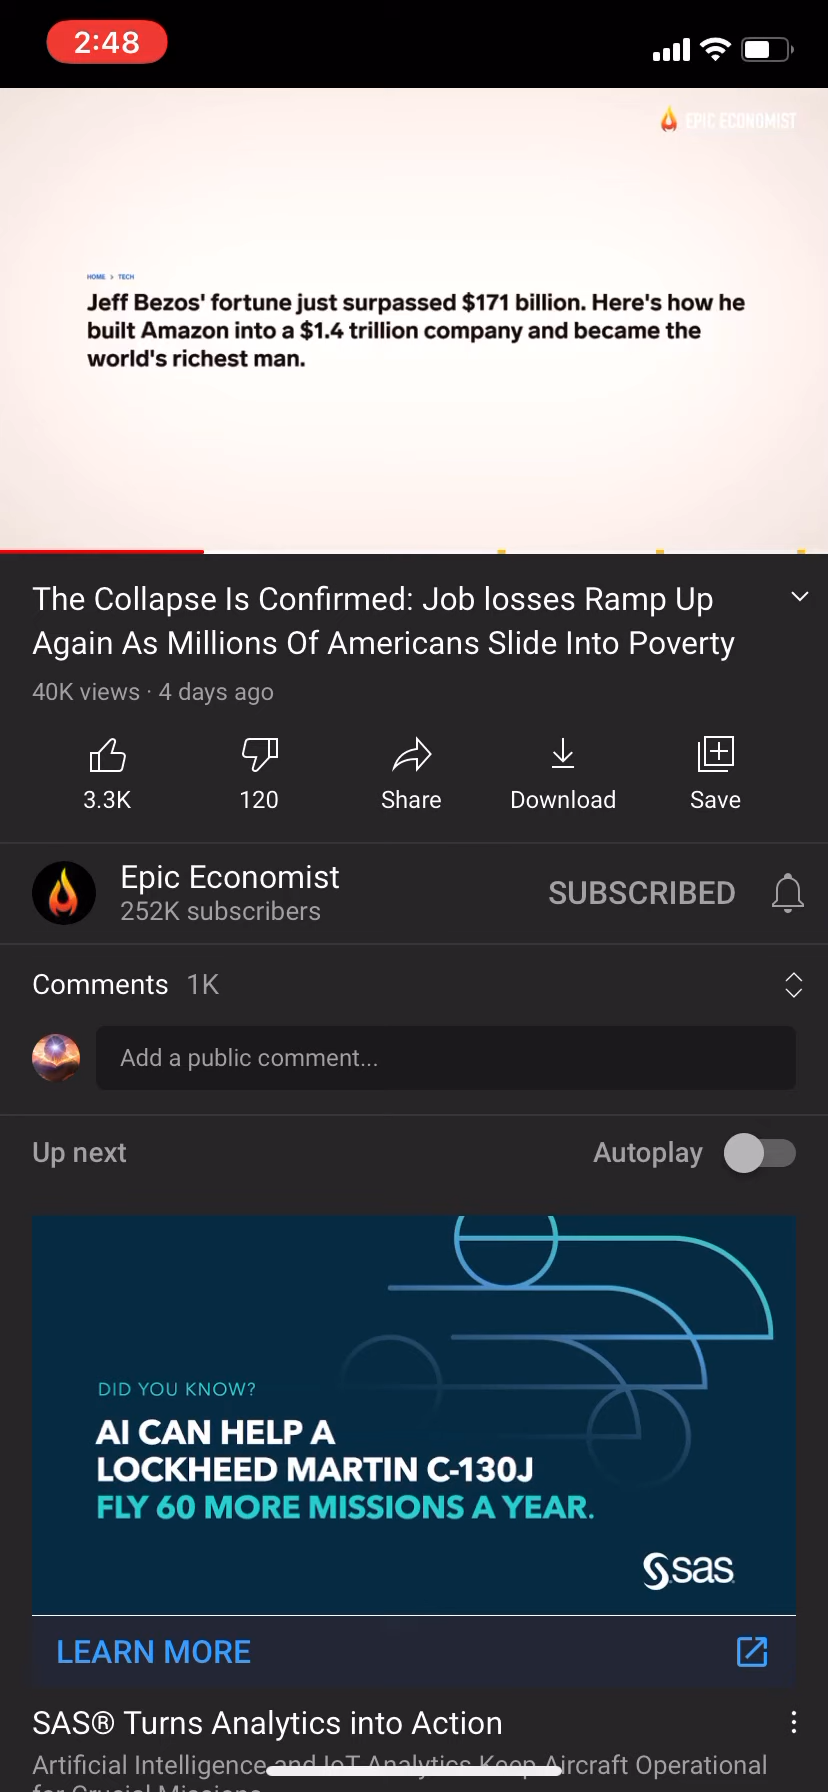 2:48
EPIC ECONOMIST
HOME > TECH
Jeff Bezos' fortune just surpassed $171 billion. Here's how he
built Amazon into a $1.4 trillion company and became the
world's richest man.
The Collapse Is Confirmed: Job losses Ramp Up
Again As Millions Of Americans Slide Into Poverty
40K views · 4 days ago
3.3K 120 Share Download Save
Epic Economist
252K subscribers
SUBSCRIBED
Comments 1K
Add a public comment...
Up next Autoplay
DID YOU KNOW?
AI CAN HELP A
LOCKHEED MARTIN C-130J
FLY 60 MORE MISSIONS A YEAR.
sas
LEARN MORE
SAS® Turns Analytics into Action
Artificial Intelligence and IoT Analytics Keep Aircraft Operational
for Crucial Missions